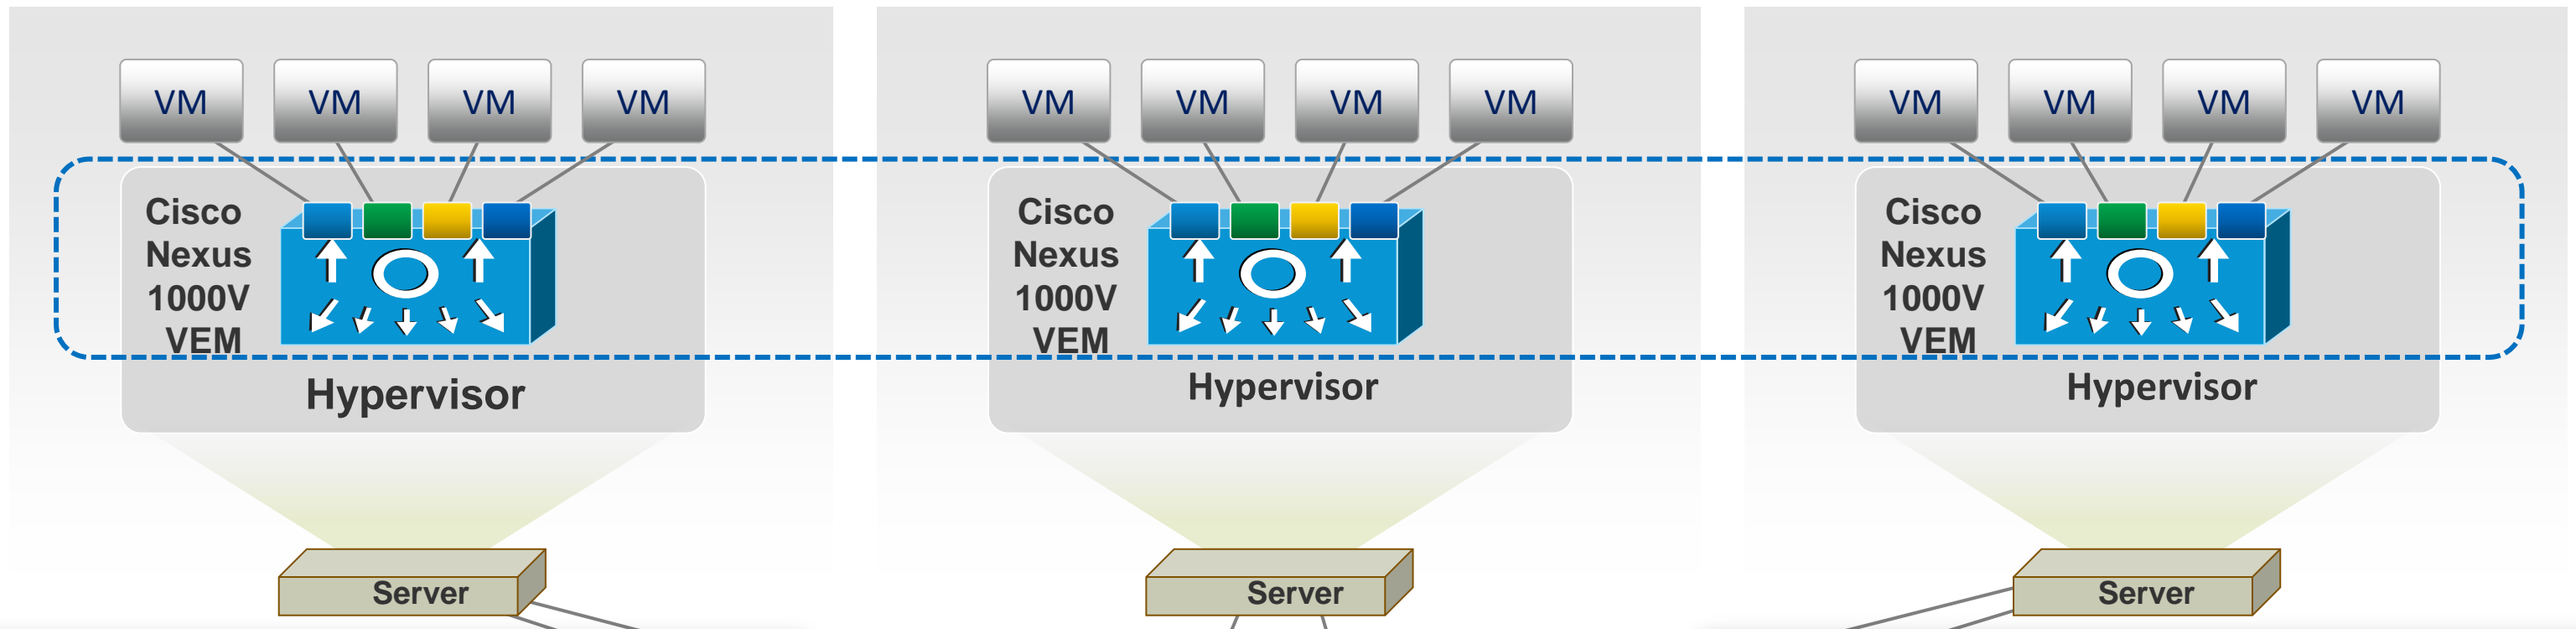 VM VM VM VM
Cisco
Nexus
1000V
VEM
Hypervisor
Server
VM VM VM VM
Cisco
Nexus
1000V
VEM
Hypervisor
Server
VM VM VM VM
Cisco
Nexus
1000V
VEM
Hypervisor
Server